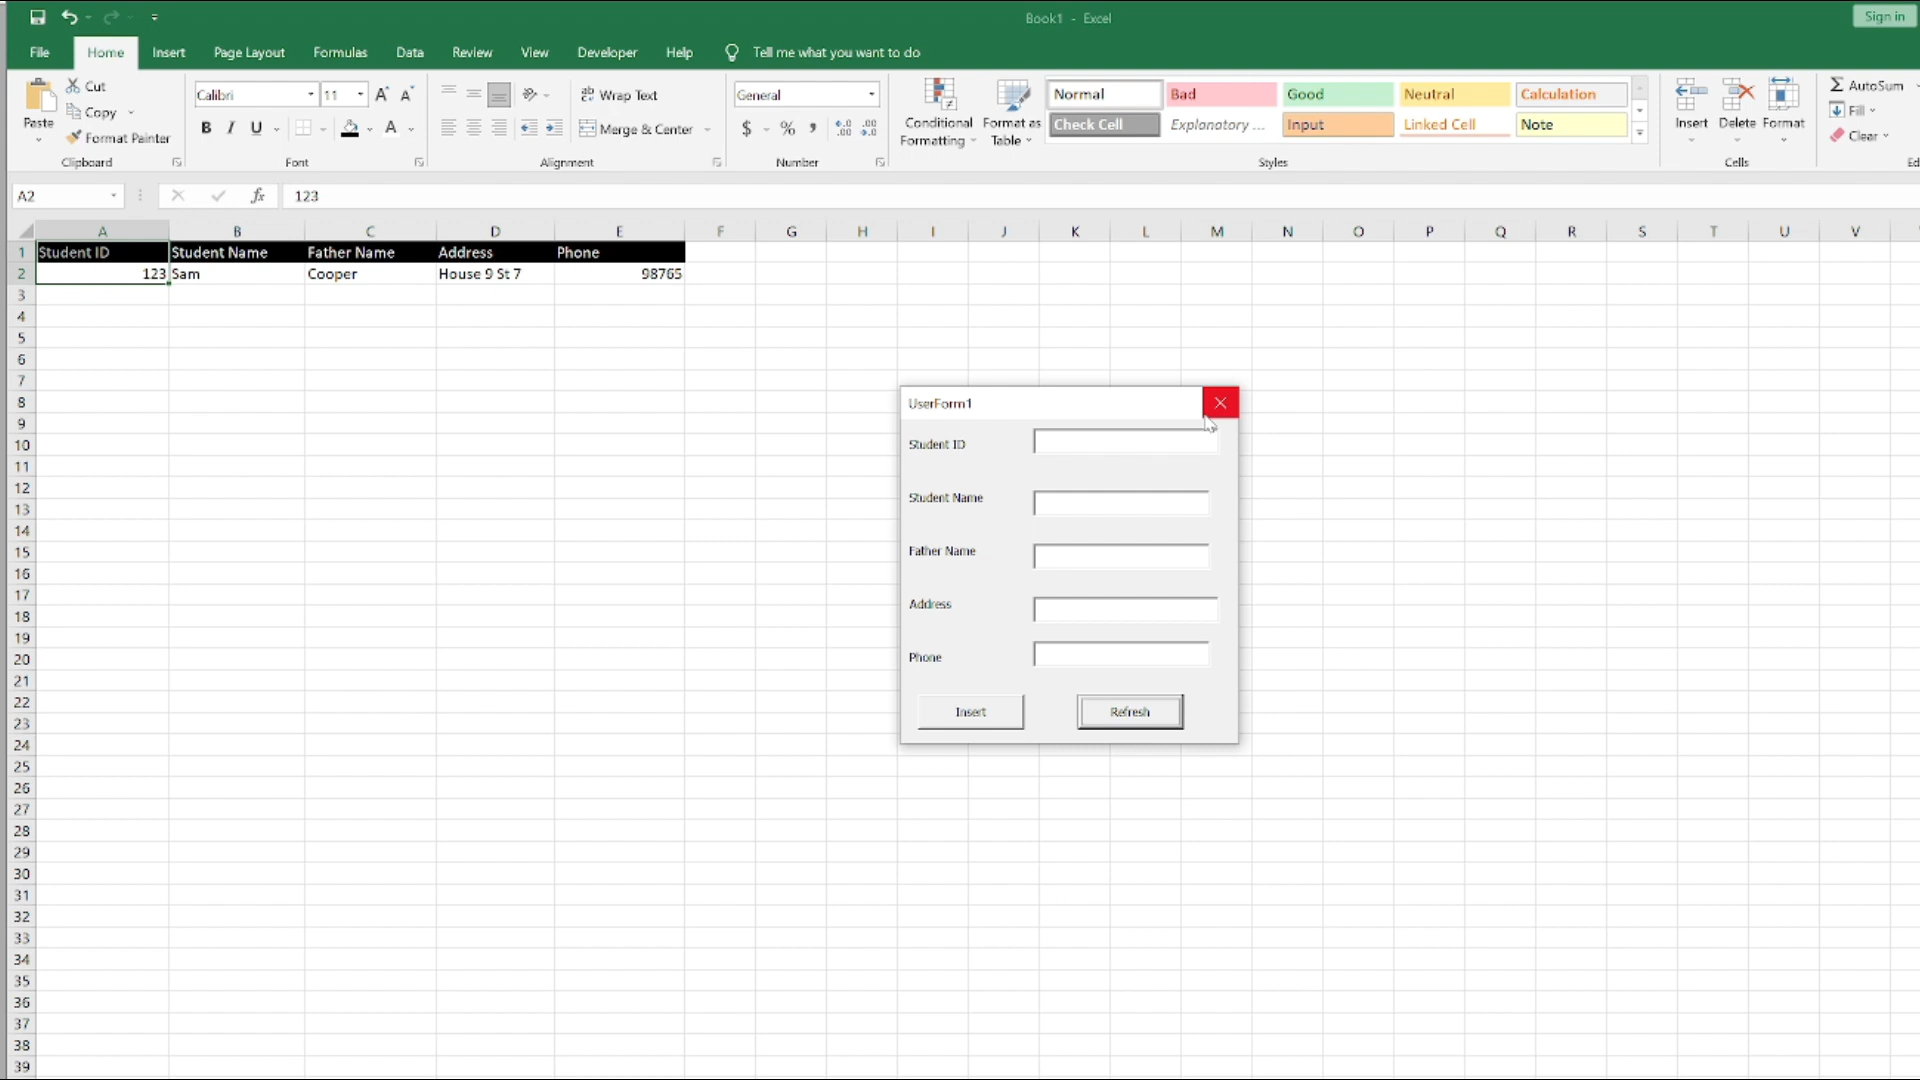 Book1 - Excel
Sign in
File Home Insert Page Layout Formulas Data Review View Developer Help Tell me what you want to do
Paste
Cut
Copy
Format Painter
Clipboard
Calibri 11
B I U A
Font
Wrap Text
Merge & Center
Alignment
General
$ % ,
Number
Conditional Formatting
Format as Table
Normal Bad Good Neutral Calculation
Check Cell Explanatory ... Input Linked Cell Note
Styles
Insert Delete Format
Cells
AutoSum
Fill
Clear
Ed
A2 fx 123
A B C D E F G H I J K L M N O P Q R S T U V
1 Student ID Student Name Father Name Address Phone
2 123 Sam Cooper House 9 St 7 98765
3
4
5
6
7
8
9
10
11
12
13
14
15
16
17
18
19
20
21
22
23
24
25
26
27
28
29
30
31
32
33
34
35
36
37
38
39
UserForm1
Student ID
Student Name
Father Name
Address
Phone
Insert Refresh